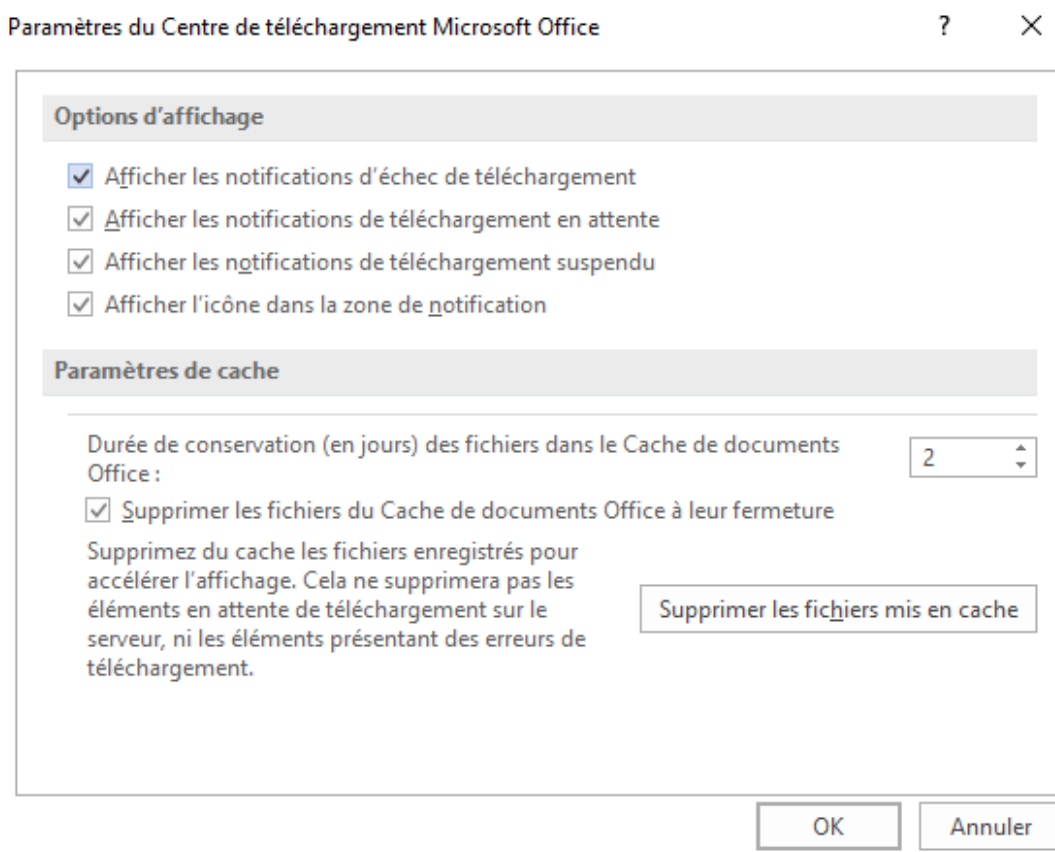 Paramètres du Centre de téléchargement Microsoft Office ?
Options d’affichage
Afficher les notifications d’échec de téléchargement
Afficher les notifications de téléchargement en attente
Afficher les notifications de téléchargement suspendu
Afficher l’icône dans la zone de notification
Paramètres de cache
Durée de conservation (en jours) des fichiers dans le Cache de documents
Office :
2
Supprimer les fichiers du Cache de documents Office à leur fermeture
Supprimez du cache les fichiers enregistrés pour
accélérer l’affichage. Cela ne supprimera pas les
éléments en attente de téléchargement sur le
serveur, ni les éléments présentant des erreurs de
téléchargement.
Supprimer les fichiers mis en cache
OK
Annuler